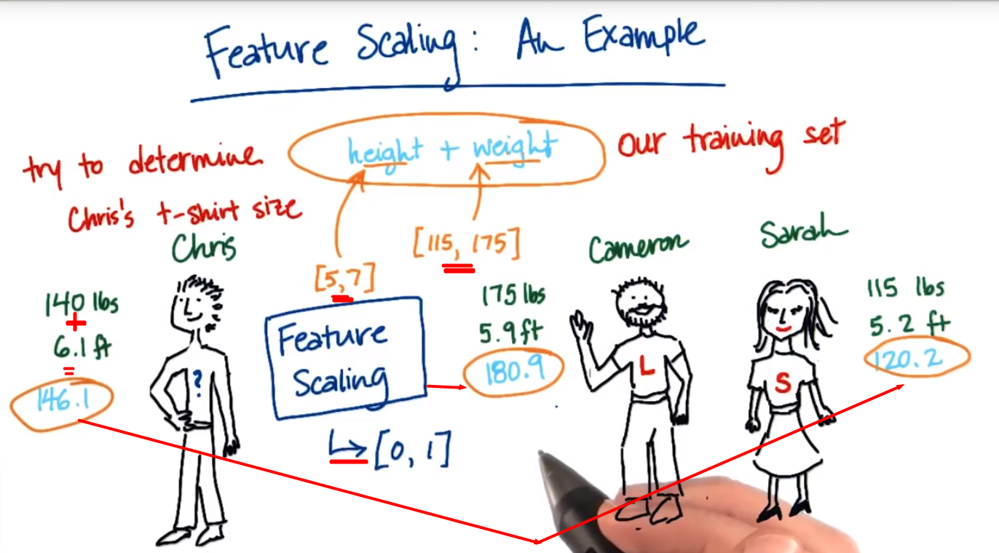 Feature Scaling: An Example
try to determine height + weight our training set
Chris's t-shirt size
Chris
[5,7]
[115, 175]
Cameron
Sarah
140 lbs
+
6.1 ft
=
146.1
?
Feature
Scaling
↳ [0, 1]
175 lbs
5.9 ft
180.9
L
S
115 lbs
5.2 ft
120.2